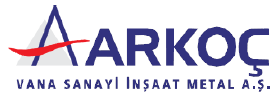 ARKOÇ
VANA SANAYİ İNŞAAT METAL A.Ş.